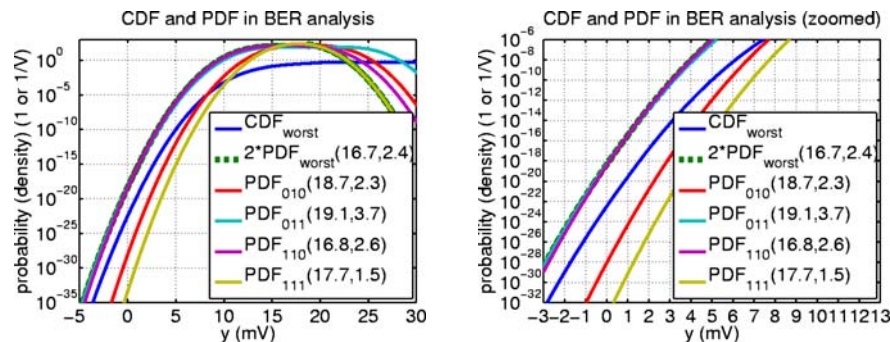 CDF and PDF in BER analysis
probability (density) (1 or 1/V)
10^0
10^-5
10^-10
10^-15
10^-20
10^-25
10^-30
10^-35
-5 0 5 10 15 20 25 30
y (mV)
CDF_worst
2*PDF_worst(16.7,2.4)
PDF_010(18.7,2.3)
PDF_011(19.1,3.7)
PDF_110(16.8,2.6)
PDF_111(17.7,1.5)
CDF and PDF in BER analysis (zoomed)
probability (density) (1 or 1/V)
10^-6
10^-8
10^-10
10^-12
10^-14
10^-16
10^-18
10^-20
10^-22
10^-24
10^-26
10^-28
10^-30
10^-32
-3 -2 -1 0 1 2 3 4 5 6 7 8 9 10 11 12 13
y (mV)
CDF_worst
2*PDF_worst(16.7,2.4)
PDF_010(18.7,2.3)
PDF_011(19.1,3.7)
PDF_110(16.8,2.6)
PDF_111(17.7,1.5)